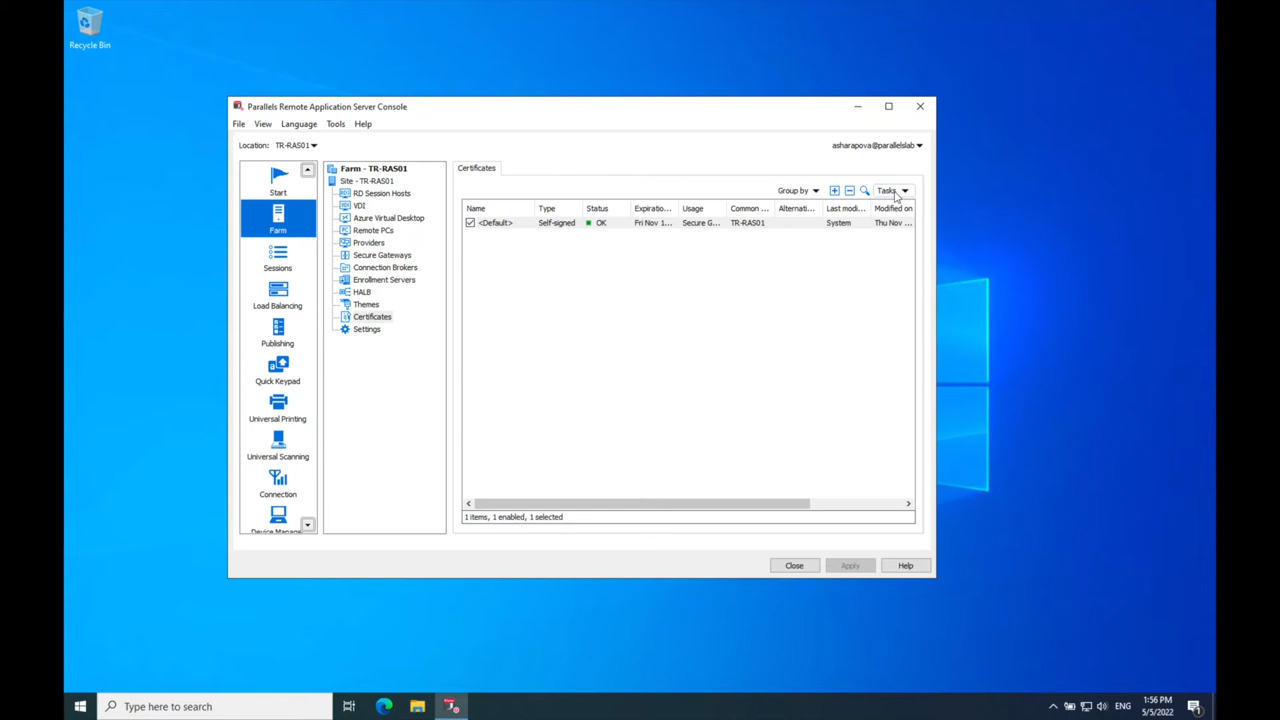 Recycle Bin
Parallels Remote Application Server Console
File View Language Tools Help
Location: TR-RAS01
asharapova@parallelslab
Start
Farm
Sessions
Load Balancing
Publishing
Quick Keypad
Universal Printing
Universal Scanning
Connection
Device Manag
Farm - TR-RAS01
Site - TR-RAS01
RD Session Hosts
VDI
Azure Virtual Desktop
Remote PCs
Providers
Secure Gateways
Connection Brokers
Enrollment Servers
HALB
Themes
Certificates
Settings
Certificates
Group by Tasks
Name Type Status Expiratio... Usage Common ... Alternati... Last modi... Modified on
<Default> Self-signed OK Fri Nov 1... Secure G... TR-RAS01 System Thu Nov ...
1 items, 1 enabled, 1 selected
Close Apply Help
Type here to search
ENG
1:56 PM
5/5/2022
1